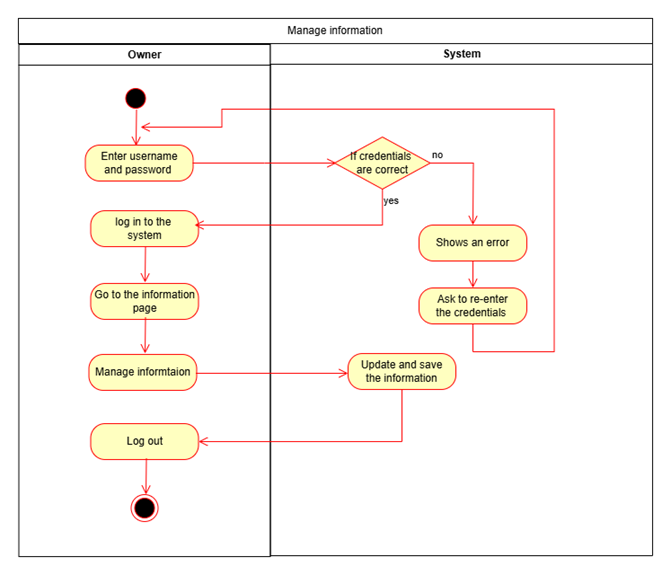 Manage information
Owner
System
Enter username
and password
If credentials
are correct
no
yes
log in to the
system
Shows an error
Go to the information
page
Ask to re-enter
the credentials
Manage informtaion
Update and save
the information
Log out